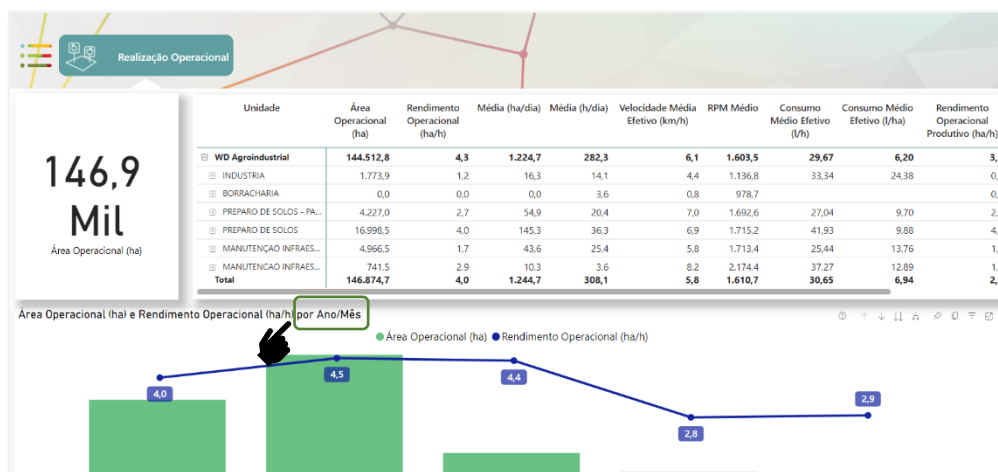 Realização Operacional
146,9
Mil
Área Operacional (ha)
Unidade Área Operacional (ha) Rendimento Operacional (ha/h) Média (ha/dia) Média (h/dia) Velocidade Média Efetivo (km/h) RPM Médio Consumo Médio Efetivo (l/h) Consumo Médio Efetivo (l/ha) Rendimento Operacional Produtivo (ha/h)
WD Agroindustrial 144.512,8 4,3 1.224,7 282,3 6,1 1.603,5 29,67 6,20 3,
INDUSTRIA 1.773,9 1,2 16,3 14,1 4,4 1.136,8 33,34 24,38 0,
BORRACHARIA 0,0 0,0 0,0 3,6 0,8 978,7 0,
PREPARO DE SOLOS - PA... 4.227,0 2,7 54,9 20,4 7,0 1.692,6 27,04 9,70 2,
PREPARO DE SOLOS 16.998,5 4,0 145,3 36,3 6,9 1.715,2 41,93 9,88 4,
MANUTENÇAO INFRAES... 4.966,5 1,7 43,6 25,4 5,8 1.713,4 25,44 13,76 1,
MANUTENCAO INFRAES... 741,5 2,9 10,3 3,6 8,2 2.174,4 37,27 12,89 1,
Total 146.874,7 4,0 1.244,7 308,1 5,8 1.610,7 30,65 6,94 2,
Área Operacional (ha) e Rendimento Operacional (ha/h) por Ano/Mês
Área Operacional (ha) Rendimento Operacional (ha/h)
4,0
4,5
4,4
2,8
2,9